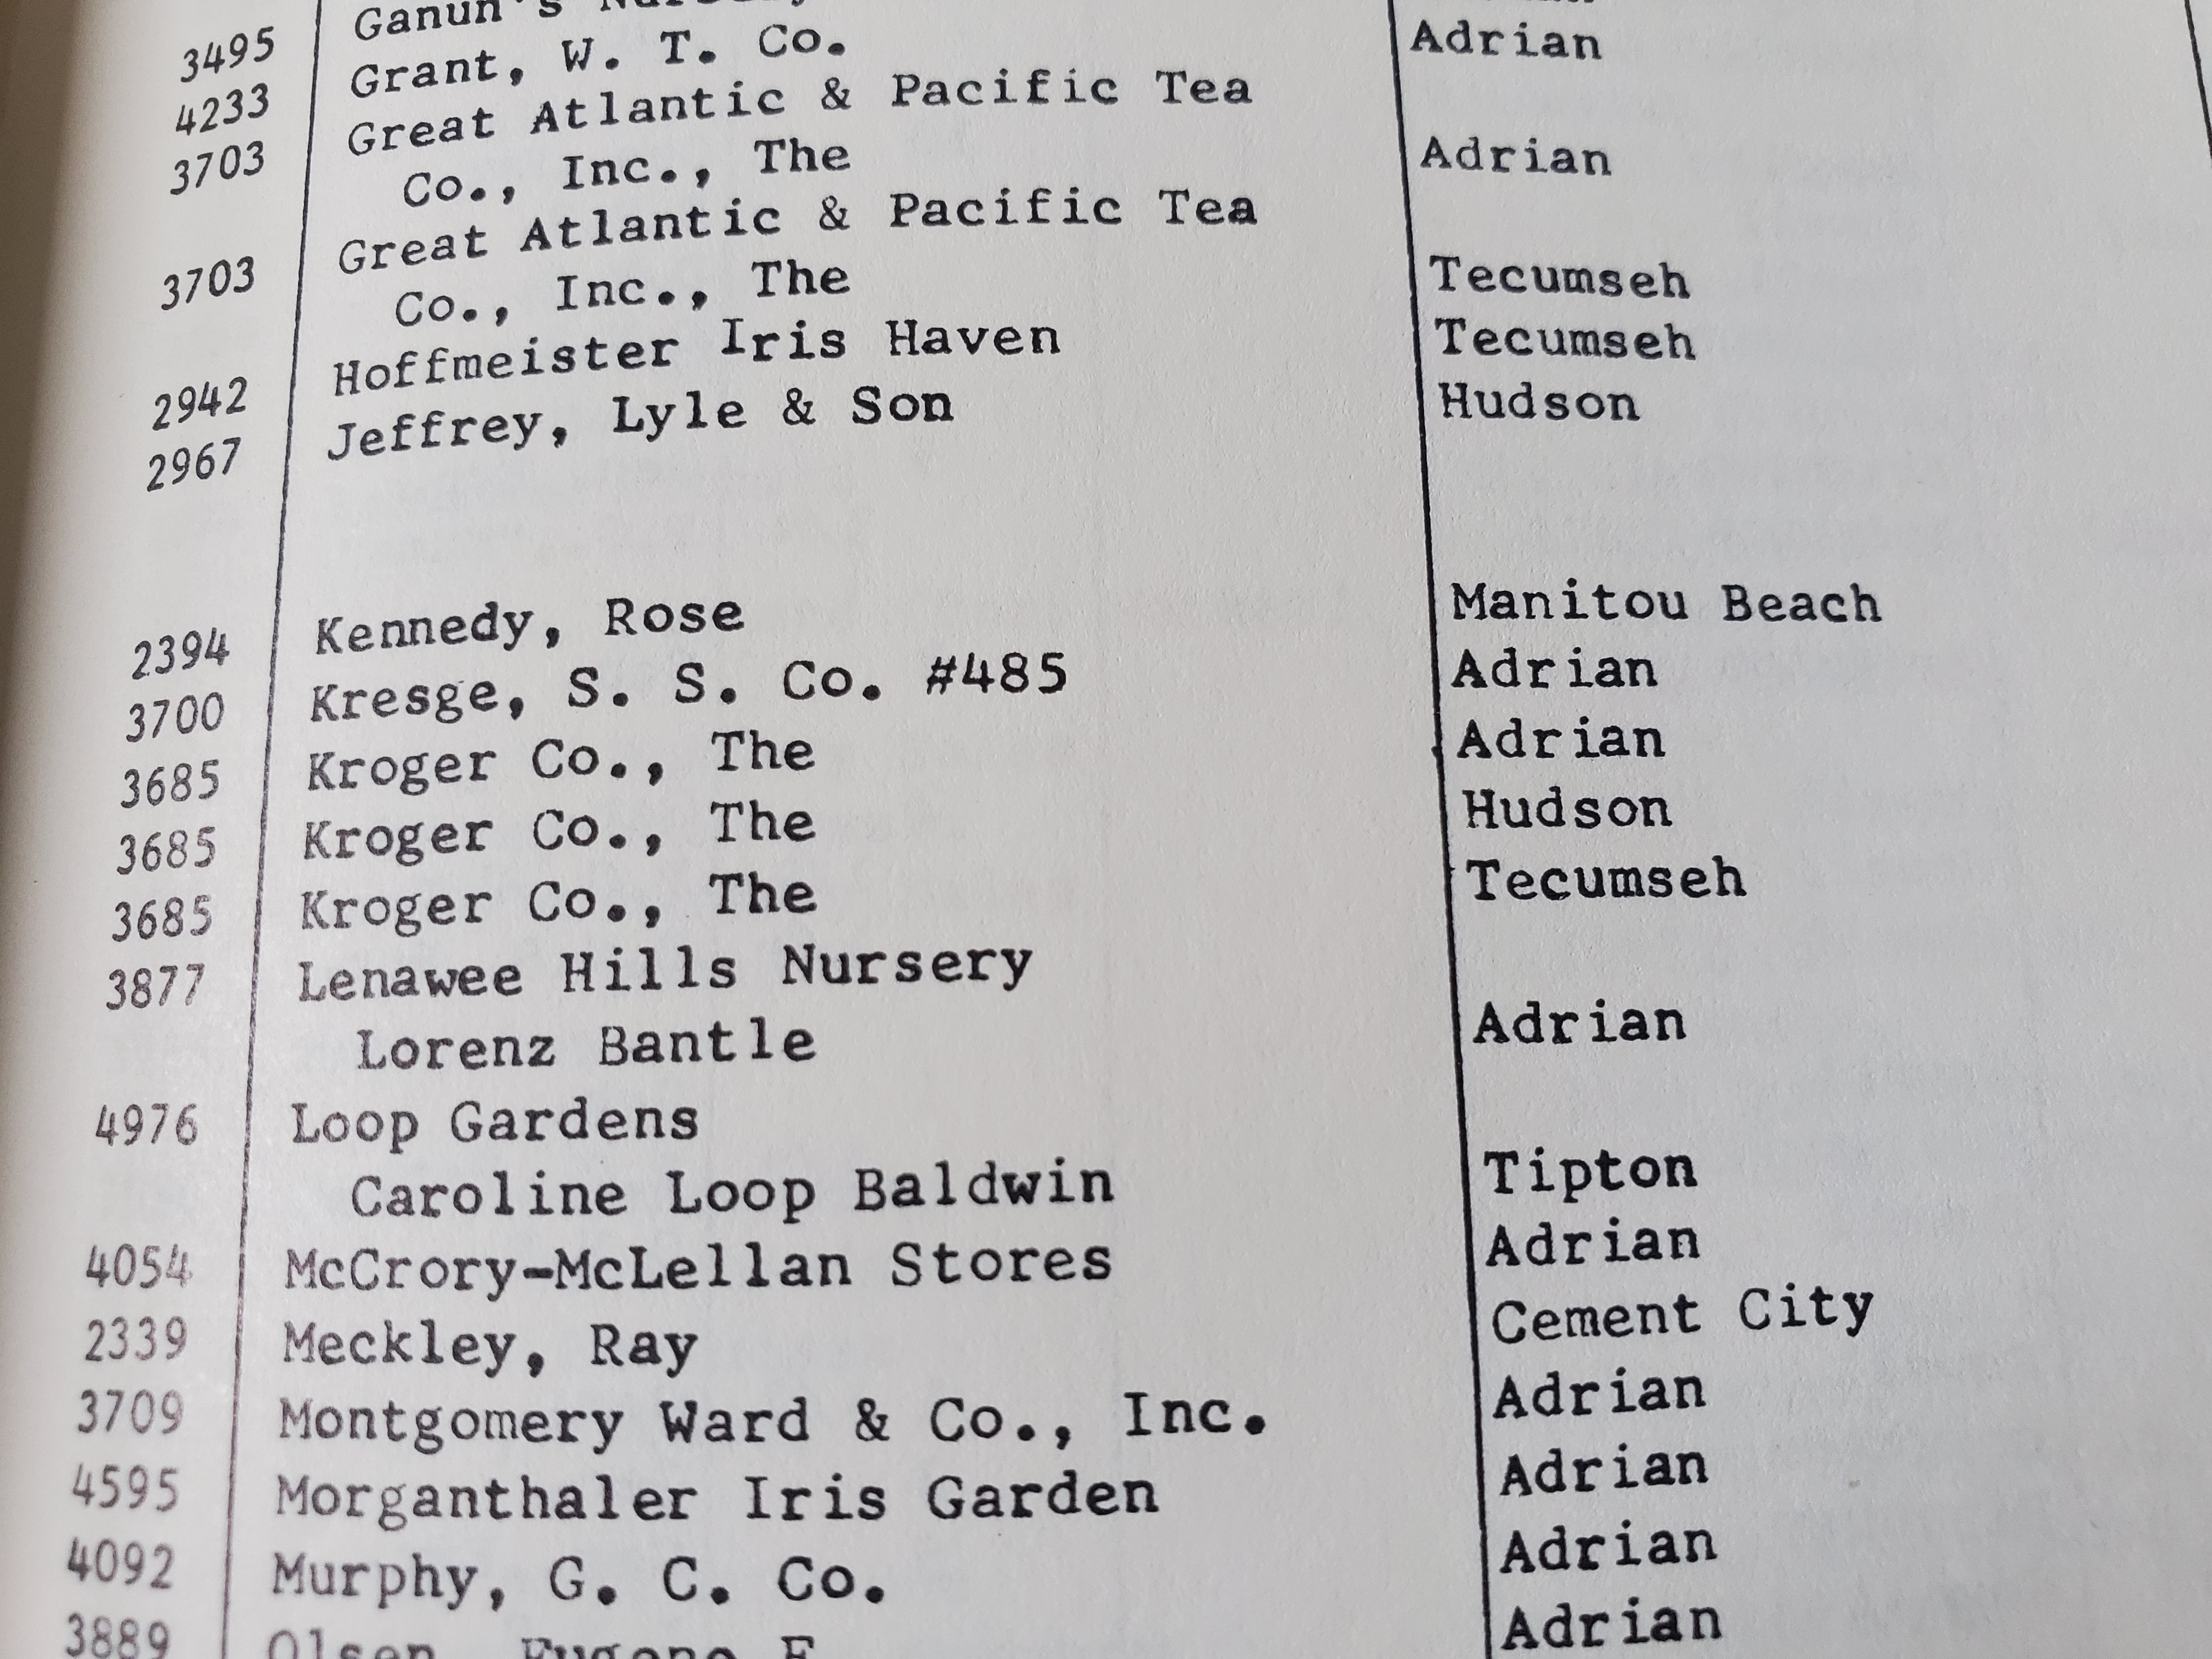 3495 Ganun's
4233 Grant, W. T. Co. Adrian
3703 Great Atlantic & Pacific Tea
Co., Inc., The Adrian
3703 Great Atlantic & Pacific Tea
Co., Inc., The Tecumseh
2942 Hoffmeister Iris Haven Tecumseh
2967 Jeffrey, Lyle & Son Hudson
2394 Kennedy, Rose Manitou Beach
3700 Kresge, S. S. Co. #485 Adrian
3685 Kroger Co., The Adrian
3685 Kroger Co., The Hudson
3685 Kroger Co., The Tecumseh
3877 Lenawee Hills Nursery
Lorenz Bantle Adrian
4976 Loop Gardens
Caroline Loop Baldwin Tipton
4054 McCrory-McLellan Stores Adrian
2339 Meckley, Ray Cement City
3709 Montgomery Ward & Co., Inc. Adrian
4595 Morganthaler Iris Garden Adrian
4092 Murphy, G. C. Co. Adrian
3889 Adrian